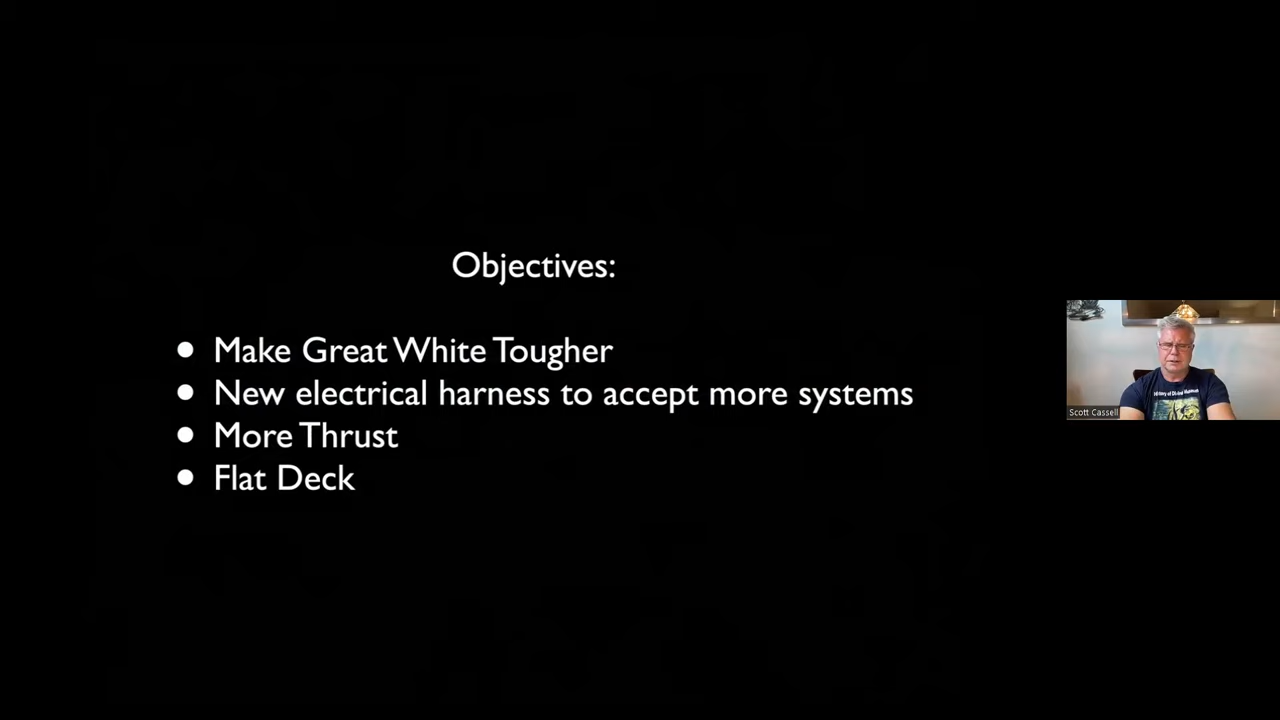 Objectives:
● Make Great White Tougher
● New electrical harness to accept more systems
● More Thrust
● Flat Deck
Scott Cassell